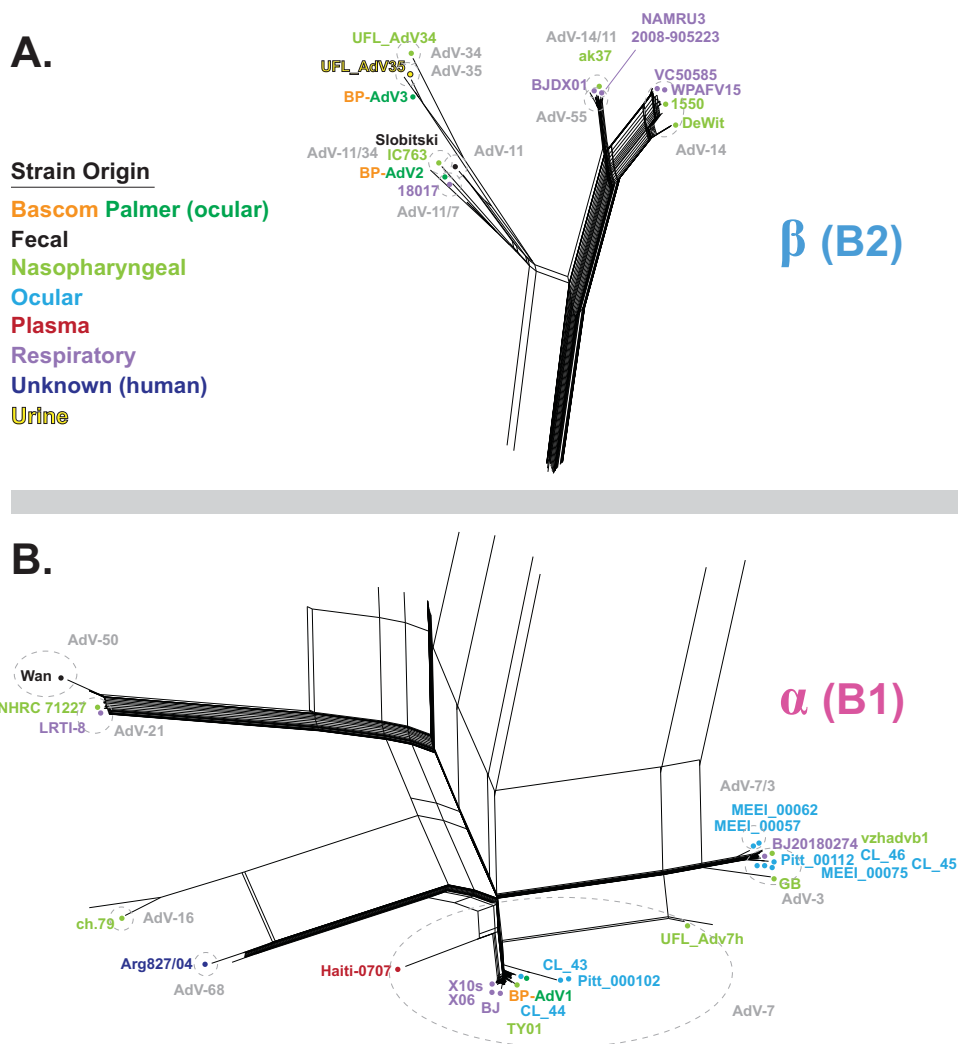 A.
UFL_AdV34
AdV-34
UFL_AdV35
AdV-35
BP-AdV3
Slobitski
AdV-11/34
IC763
AdV-11
BP-AdV2
18017
AdV-11/7
NAMRU3
2008-905223
AdV-14/11
ak37
BJDX01
AdV-55
VC50585
WPAFV15
1550
DeWit
AdV-14
β (B2)
Strain Origin
Bascom Palmer (ocular)
Fecal
Nasopharyngeal
Ocular
Plasma
Respiratory
Unknown (human)
Urine
B.
AdV-50
Wan
NHRC 71227
LRTI-8
AdV-21
α (B1)
AdV-7/3
MEEI_00062
MEEI_00057
BJ20180274
vzhadvb1
Pitt_00112
CL_46
CL_45
MEEI_00075
GB
AdV-3
ch.79
AdV-16
Arg827/04
AdV-68
Haiti-0707
UFL_Adv7h
CL_43
Pitt_000102
X10s
X06
BJ
BP-AdV1
CL_44
TY01
AdV-7